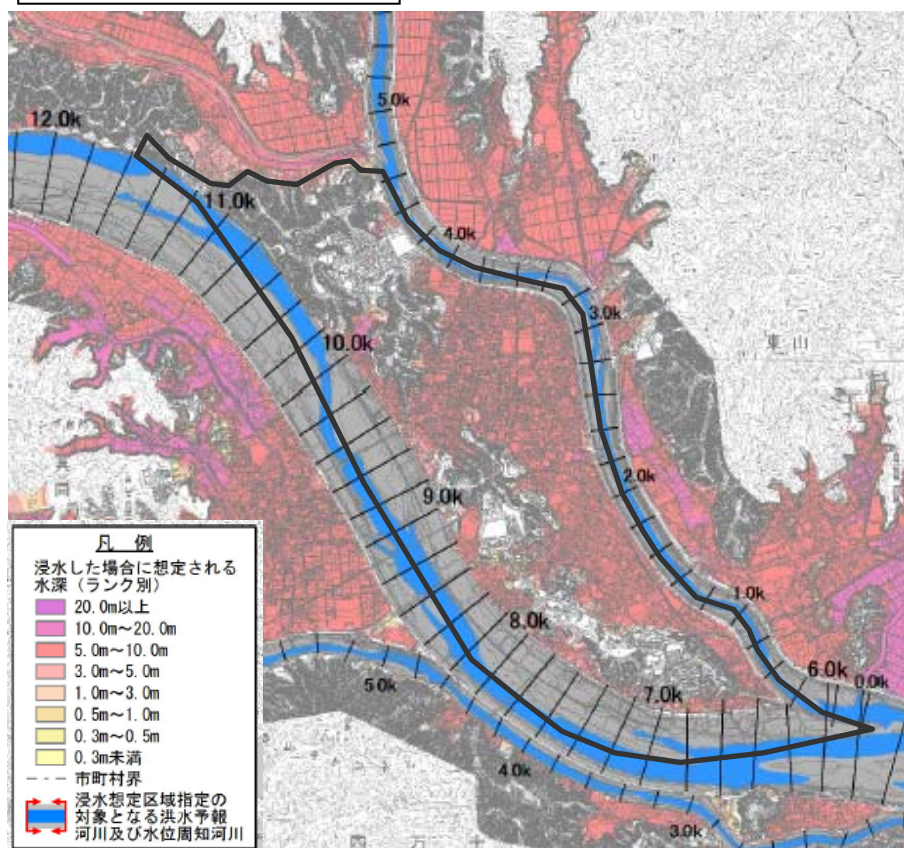 5.0k
12.0k
11.0k
4.0k
3.0k
10.0k
東山
2.0k
9.0k
凡 例
浸水した場合に想定される
水深（ランク別）
20.0m以上
10.0m～20.0m
5.0m～10.0m
3.0m～5.0m
1.0m～3.0m
0.5m～1.0m
0.3m～0.5m
0.3m未満
市町村界
浸水想定区域指定の
対象となる洪水予報
河川及び水位周知河川
1.0k
8.0k
6.0k
0.0k
7.0k
5.0k
4.0k
3.0k